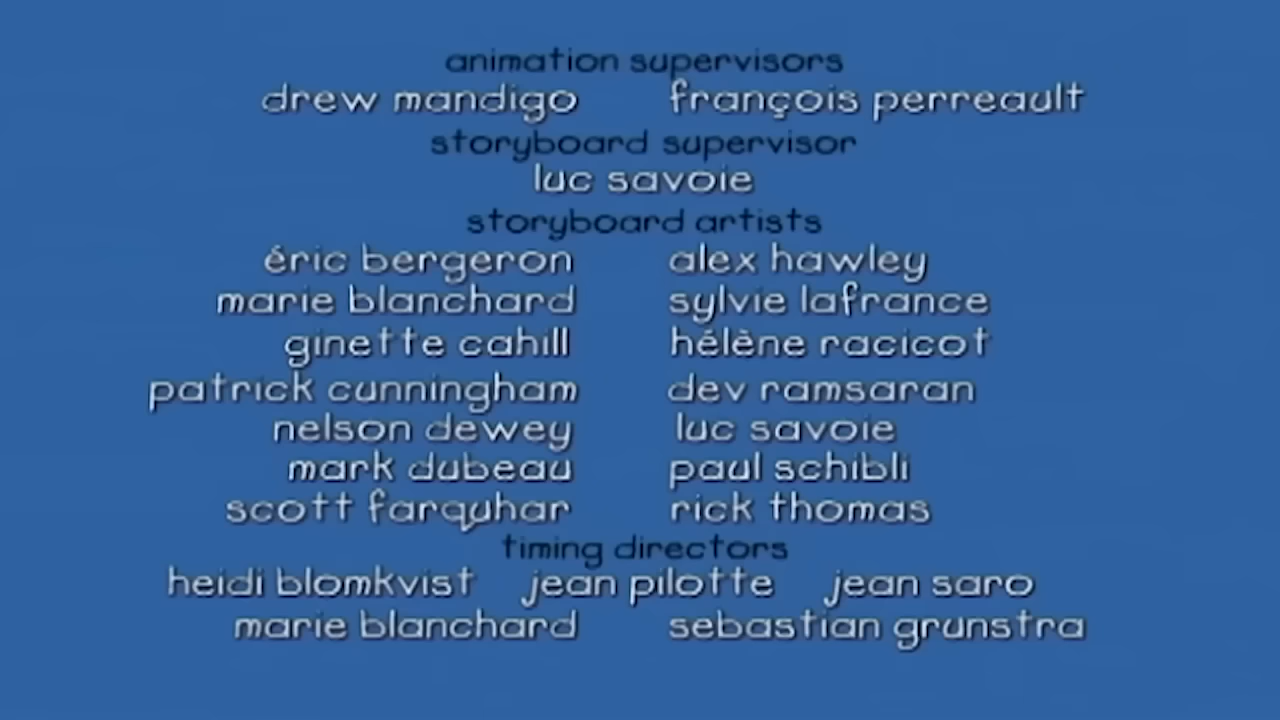 animation supervisors
drew mandigo françois perreault
storyboard supervisor
luc savoie
storyboard artists
éric bergeron alex hawley
marie blanchard sylvie lafrance
ginette cahill hélène racicot
patrick cunningham dev ramsaran
nelson dewey luc savoie
mark dubeau paul schibli
scott farquhar rick thomas
timing directors
heidi blomkvist jean pilotte jean saro
marie blanchard sebastian grunstra